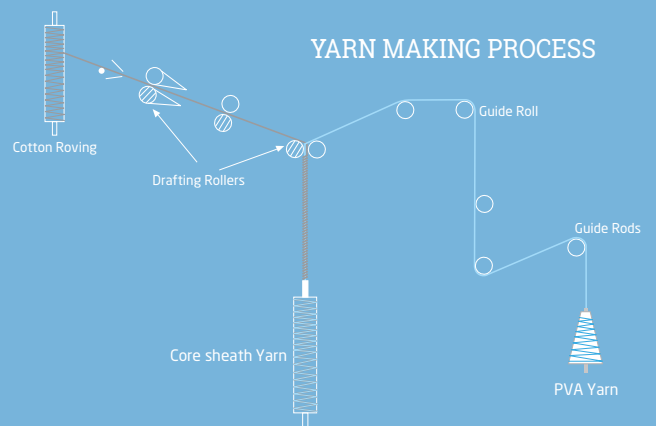 YARN MAKING PROCESS
Guide Roll
Cotton Roving
Drafting Rollers
Guide Rods
Core sheath Yarn
PVA Yarn